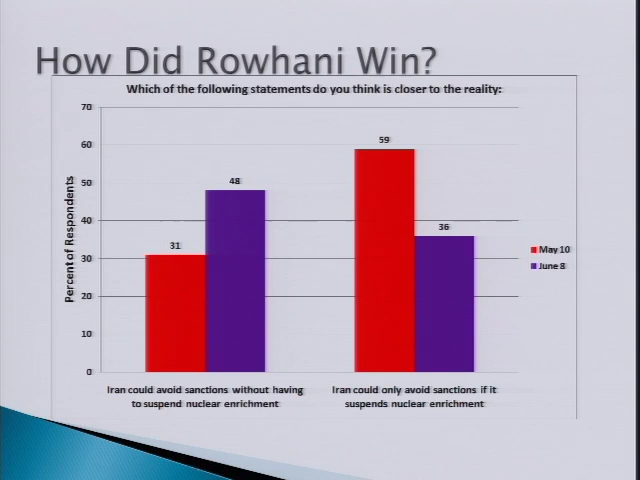 How Did Rowhani Win?
Which of the following statements do you think is closer to the reality:
70
60
50
40
30
20
10
0
Percent of Respondents
31
48
59
36
May 10
June 8
Iran could avoid sanctions without having
to suspend nuclear enrichment
Iran could only avoid sanctions if it
suspends nuclear enrichment